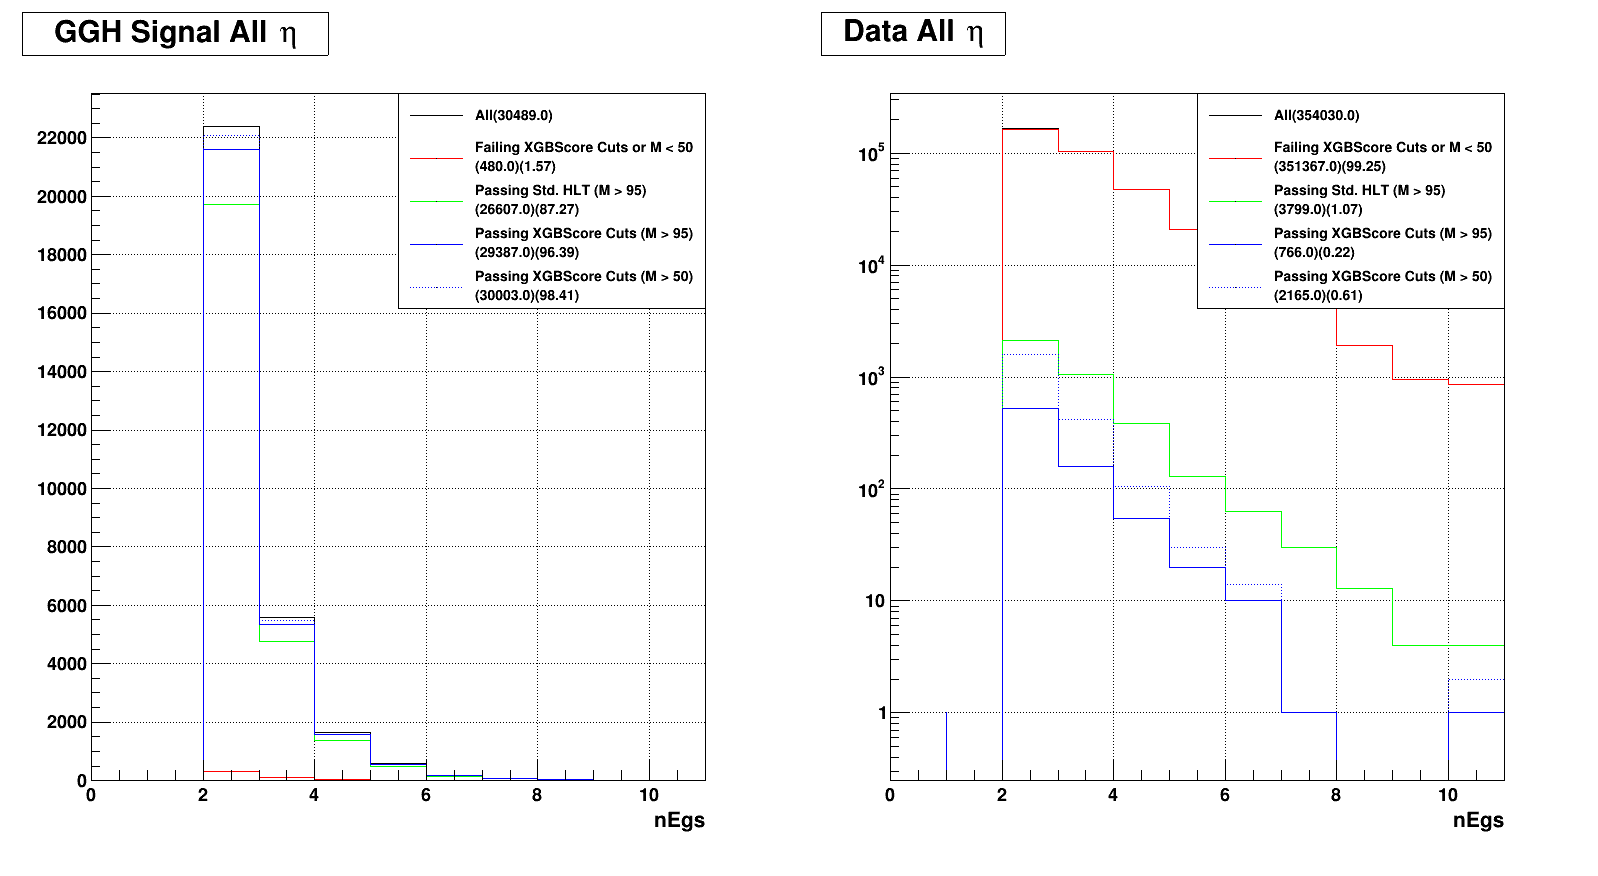 GGH Signal All η
22000
20000
18000
16000
14000
12000
10000
8000
6000
4000
2000
0
0 2 4 6 8 10
nEgs
All(30489.0)
Failing XGBScore Cuts or M < 50
(480.0)(1.57)
Passing Std. HLT (M > 95)
(26607.0)(87.27)
Passing XGBScore Cuts (M > 95)
(29387.0)(96.39)
Passing XGBScore Cuts (M > 50)
(30003.0)(98.41)
Data All η
10⁵
10⁴
10³
10²
10
1
0 2 4 6 8 10
nEgs
All(354030.0)
Failing XGBScore Cuts or M < 50
(351367.0)(99.25)
Passing Std. HLT (M > 95)
(3799.0)(1.07)
Passing XGBScore Cuts (M > 95)
(766.0)(0.22)
Passing XGBScore Cuts (M > 50)
(2165.0)(0.61)